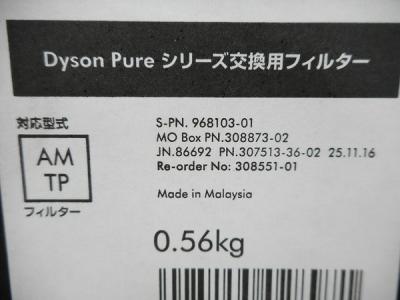 Dyson Pure シリーズ交換用フィルター
対応型式
AM
TP
フィルター
S-PN. 968103-01
MO Box PN.308873-02
JN.86692 PN.307513-36-02 25.11.16
Re-order No: 308551-01
Made in Malaysia
0.56kg